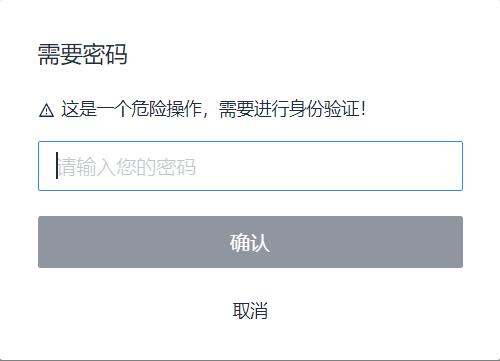 需要密码
这是一个危险操作，需要进行身份验证！
请输入您的密码
确认
取消